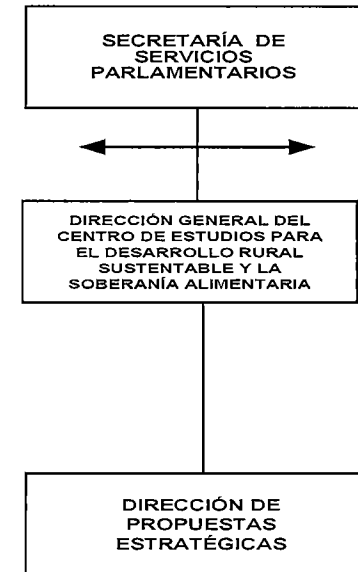 SECRETARÍA DE
SERVICIOS
PARLAMENTARIOS
DIRECCIÓN GENERAL DEL
CENTRO DE ESTUDIOS PARA
EL DESARROLLO RURAL
SUSTENTABLE Y LA
SOBERANÍA ALIMENTARIA
DIRECCIÓN DE
PROPUESTAS
ESTRATÉGICAS